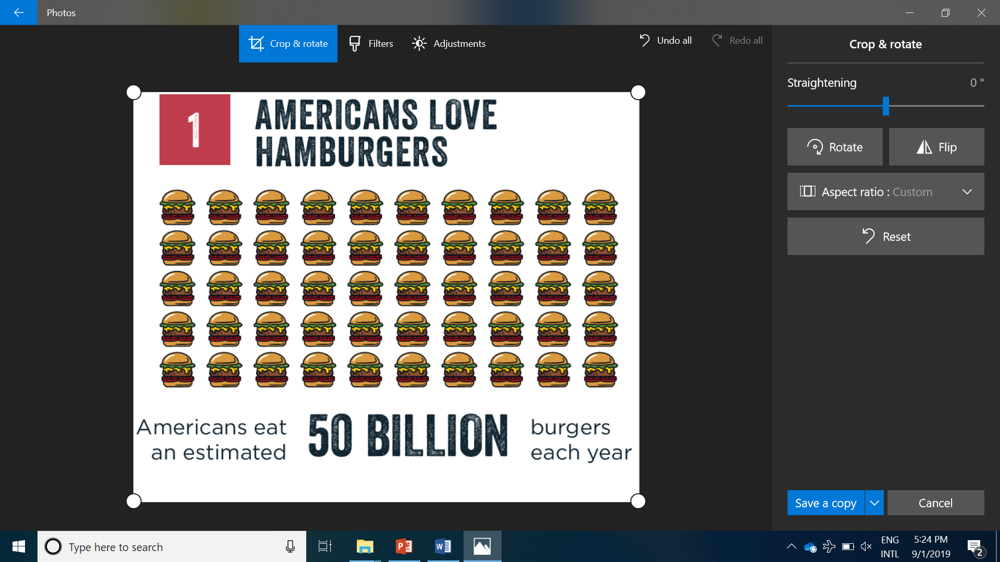 Photos
Crop & rotate
Filters
Adjustments
Undo all
Redo all
Crop & rotate
Straightening
0 °
Rotate
Flip
Aspect ratio : Custom
Reset
1
AMERICANS LOVE
HAMBURGERS
Americans eat
an estimated
50 BILLION
burgers
each year
Save a copy
Cancel
Type here to search
P
W
ENG
INTL
5:24 PM
9/1/2019
2